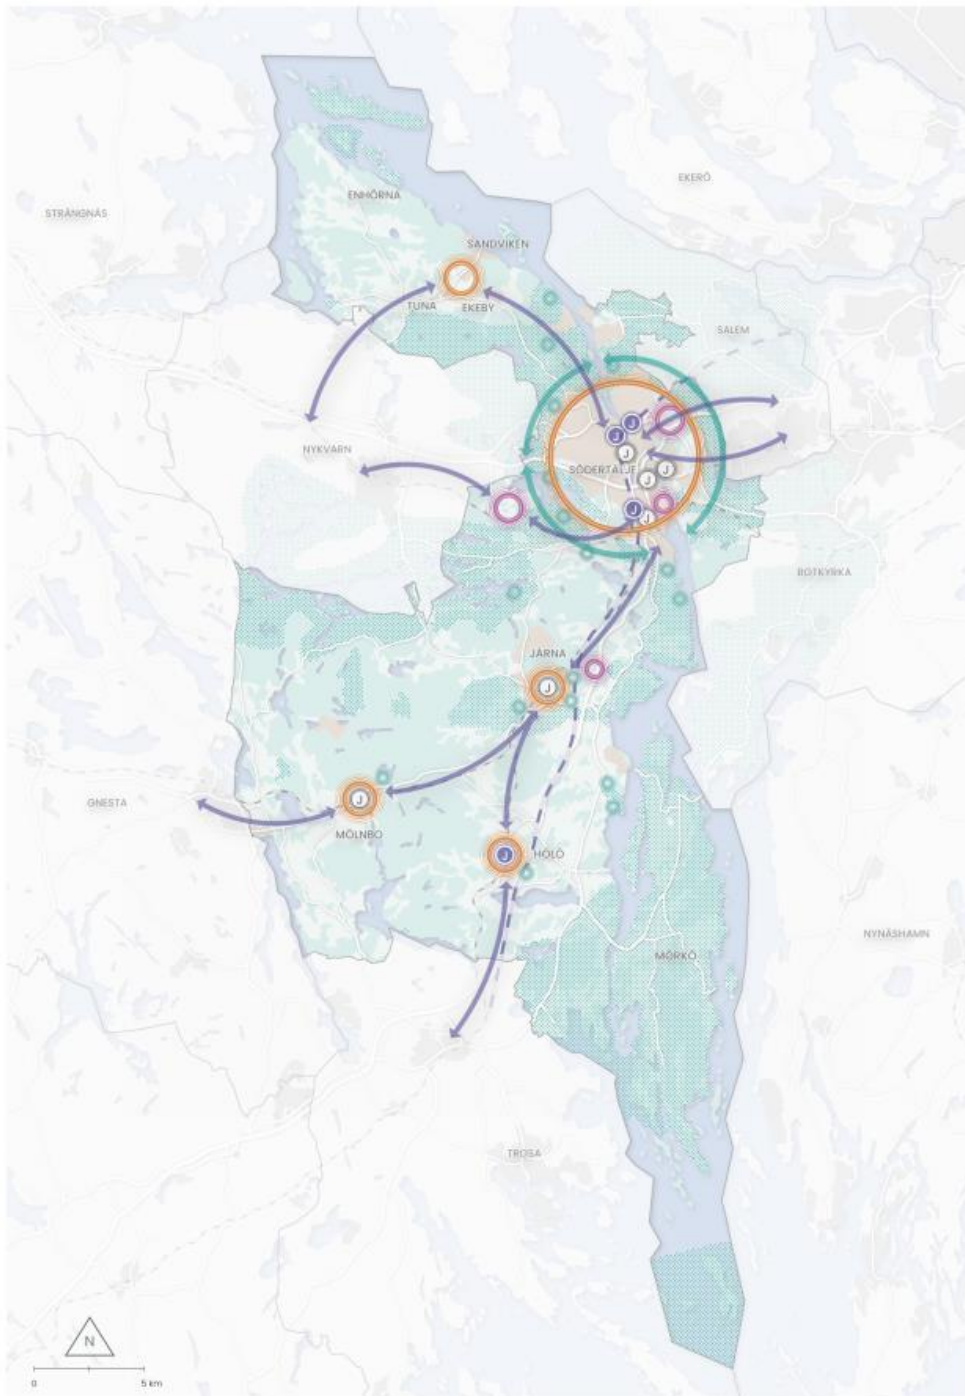 EKERÖ
ENHÖRNA
STRÄNGNÄS
SANDVIKEN
TUNA
EKEBY
SALEM
J
J
NYKVARN
J
SÖDERTÄLJE
J
J
J
J
BOTKYRKA
JÄRNA
J
GNESTA
J
MÖLNBO
J
HÖLÖ
NYNÄSHAMN
MÖRKÖ
TROSA
N
0
5 km